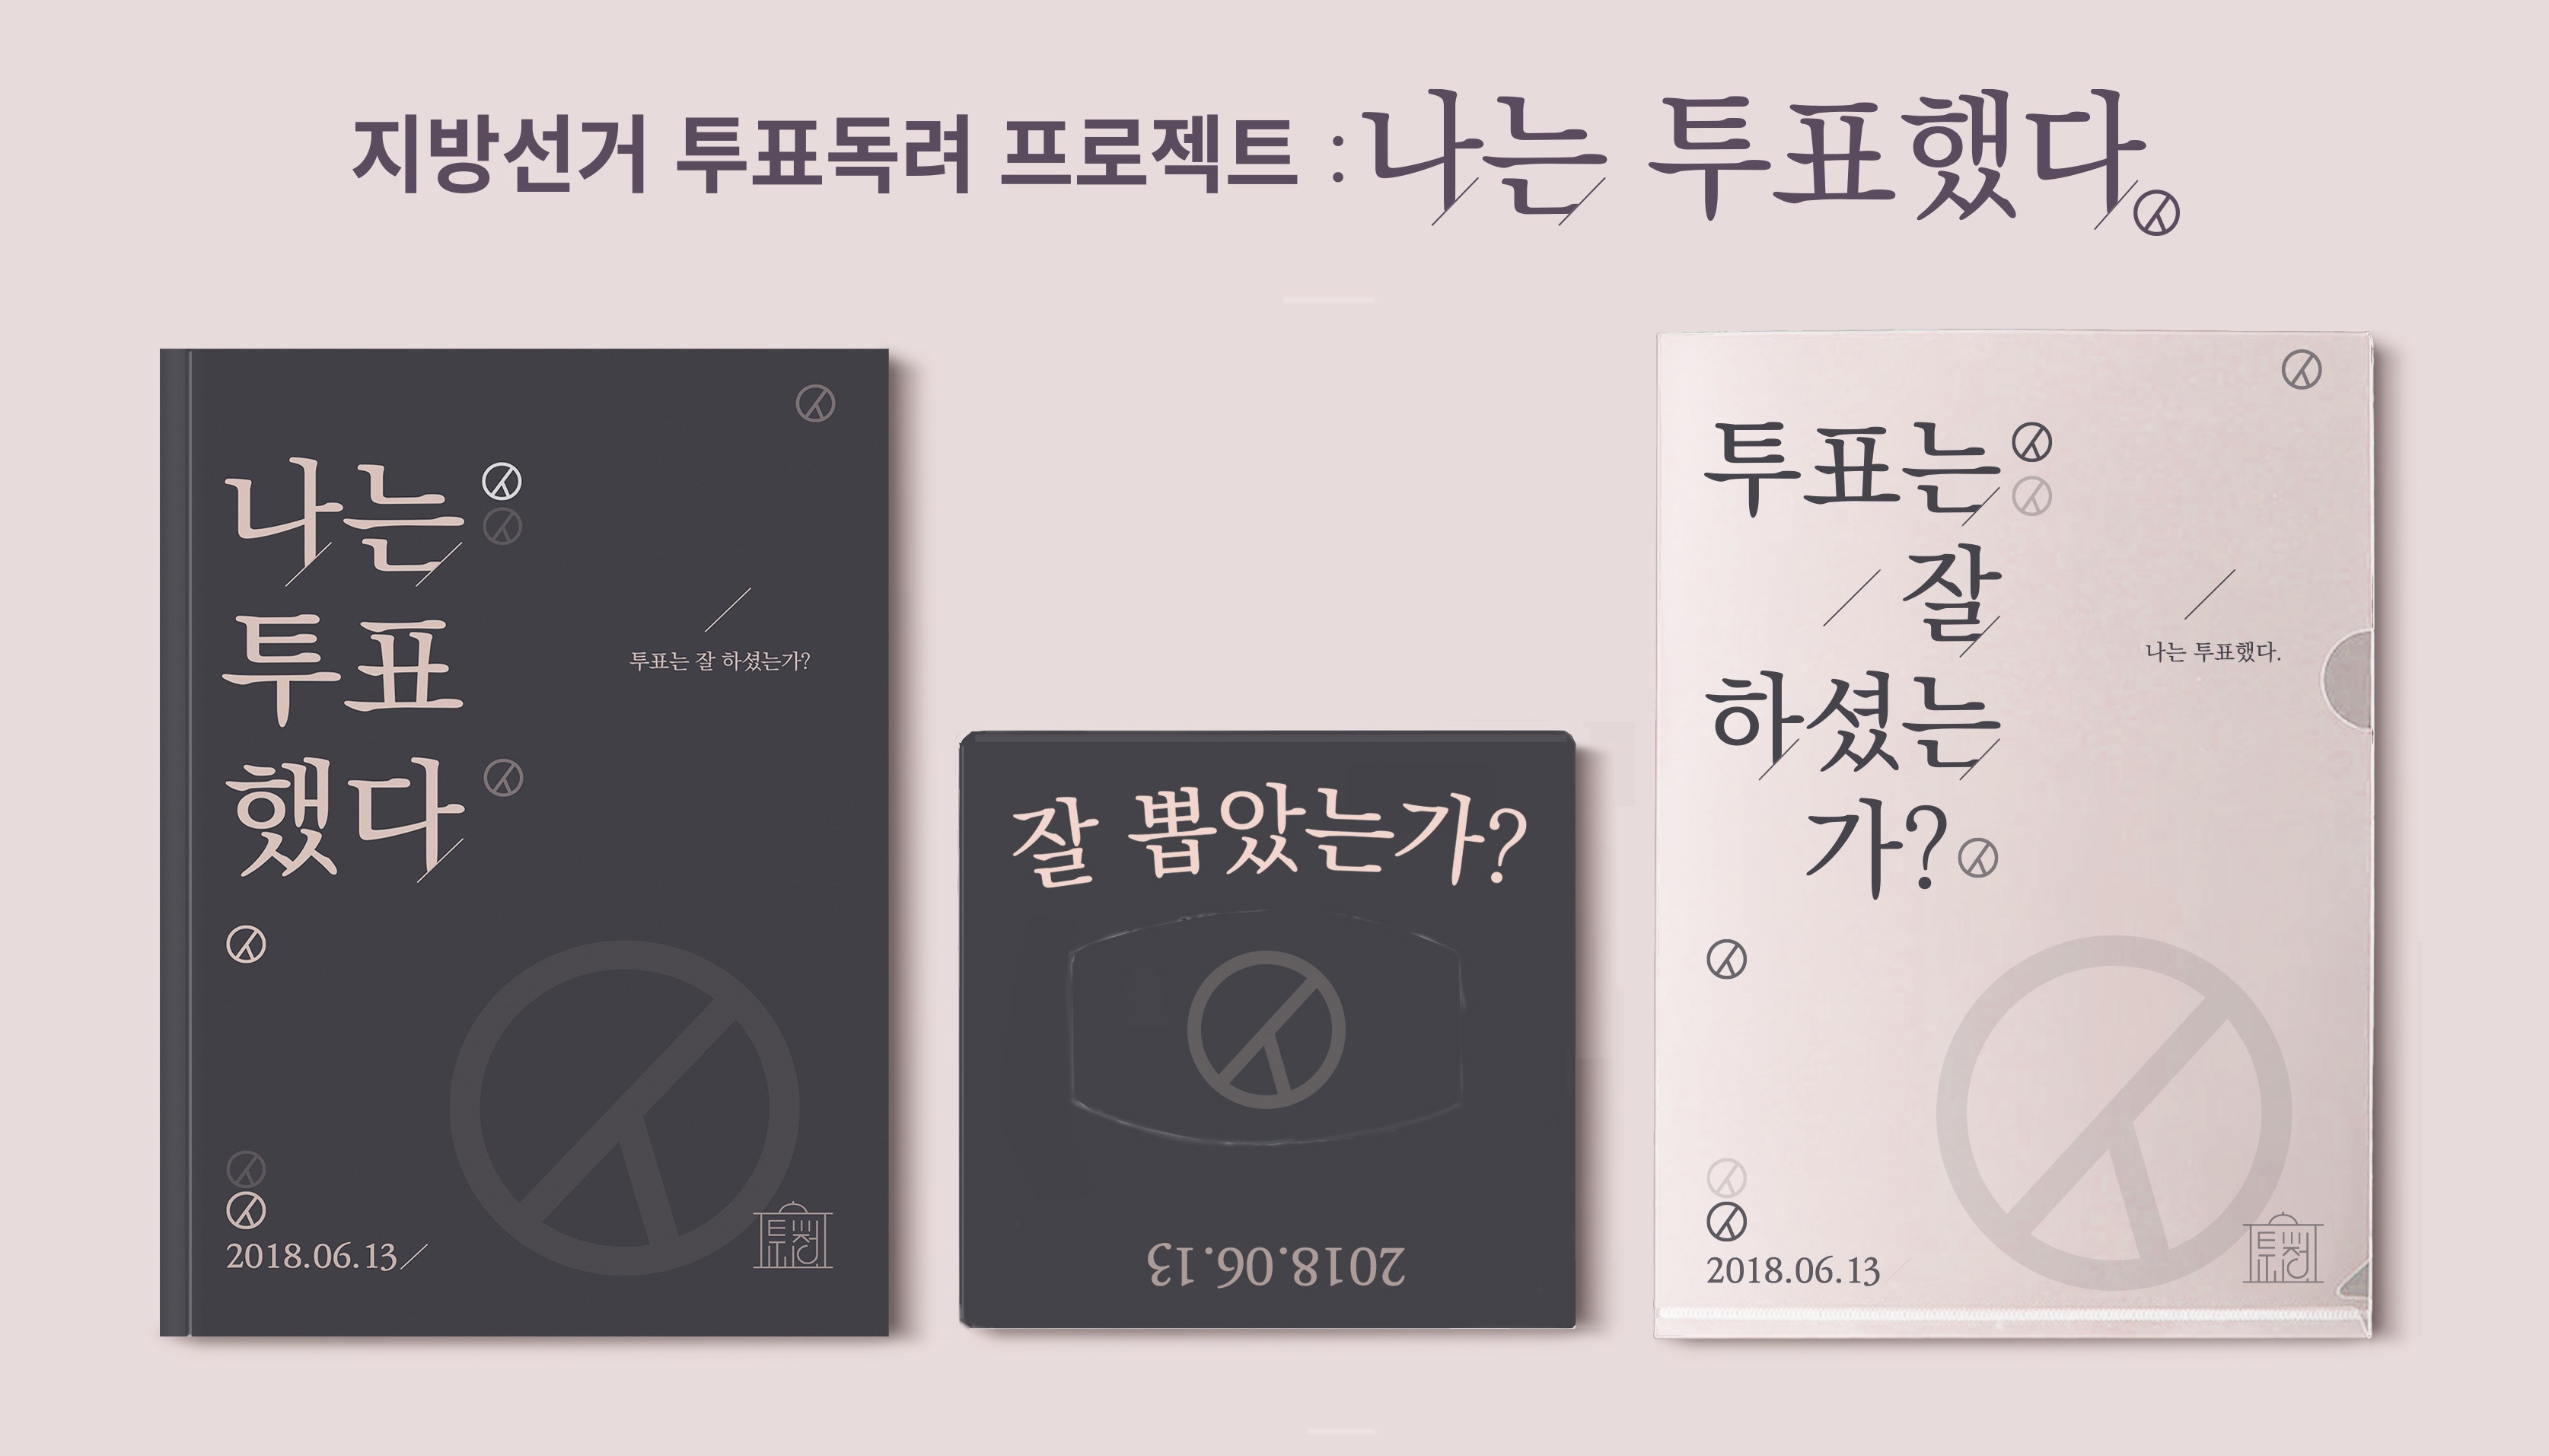 지방선거 투표독려 프로젝트 : 나는 투표했다
나는
투표
했다
투표는 잘 하셨는가?
2018.06.13
투정
잘 뽑았는가?
2018.06.13
투표는
잘
하셨는
가?
나는 투표했다.
2018.06.13